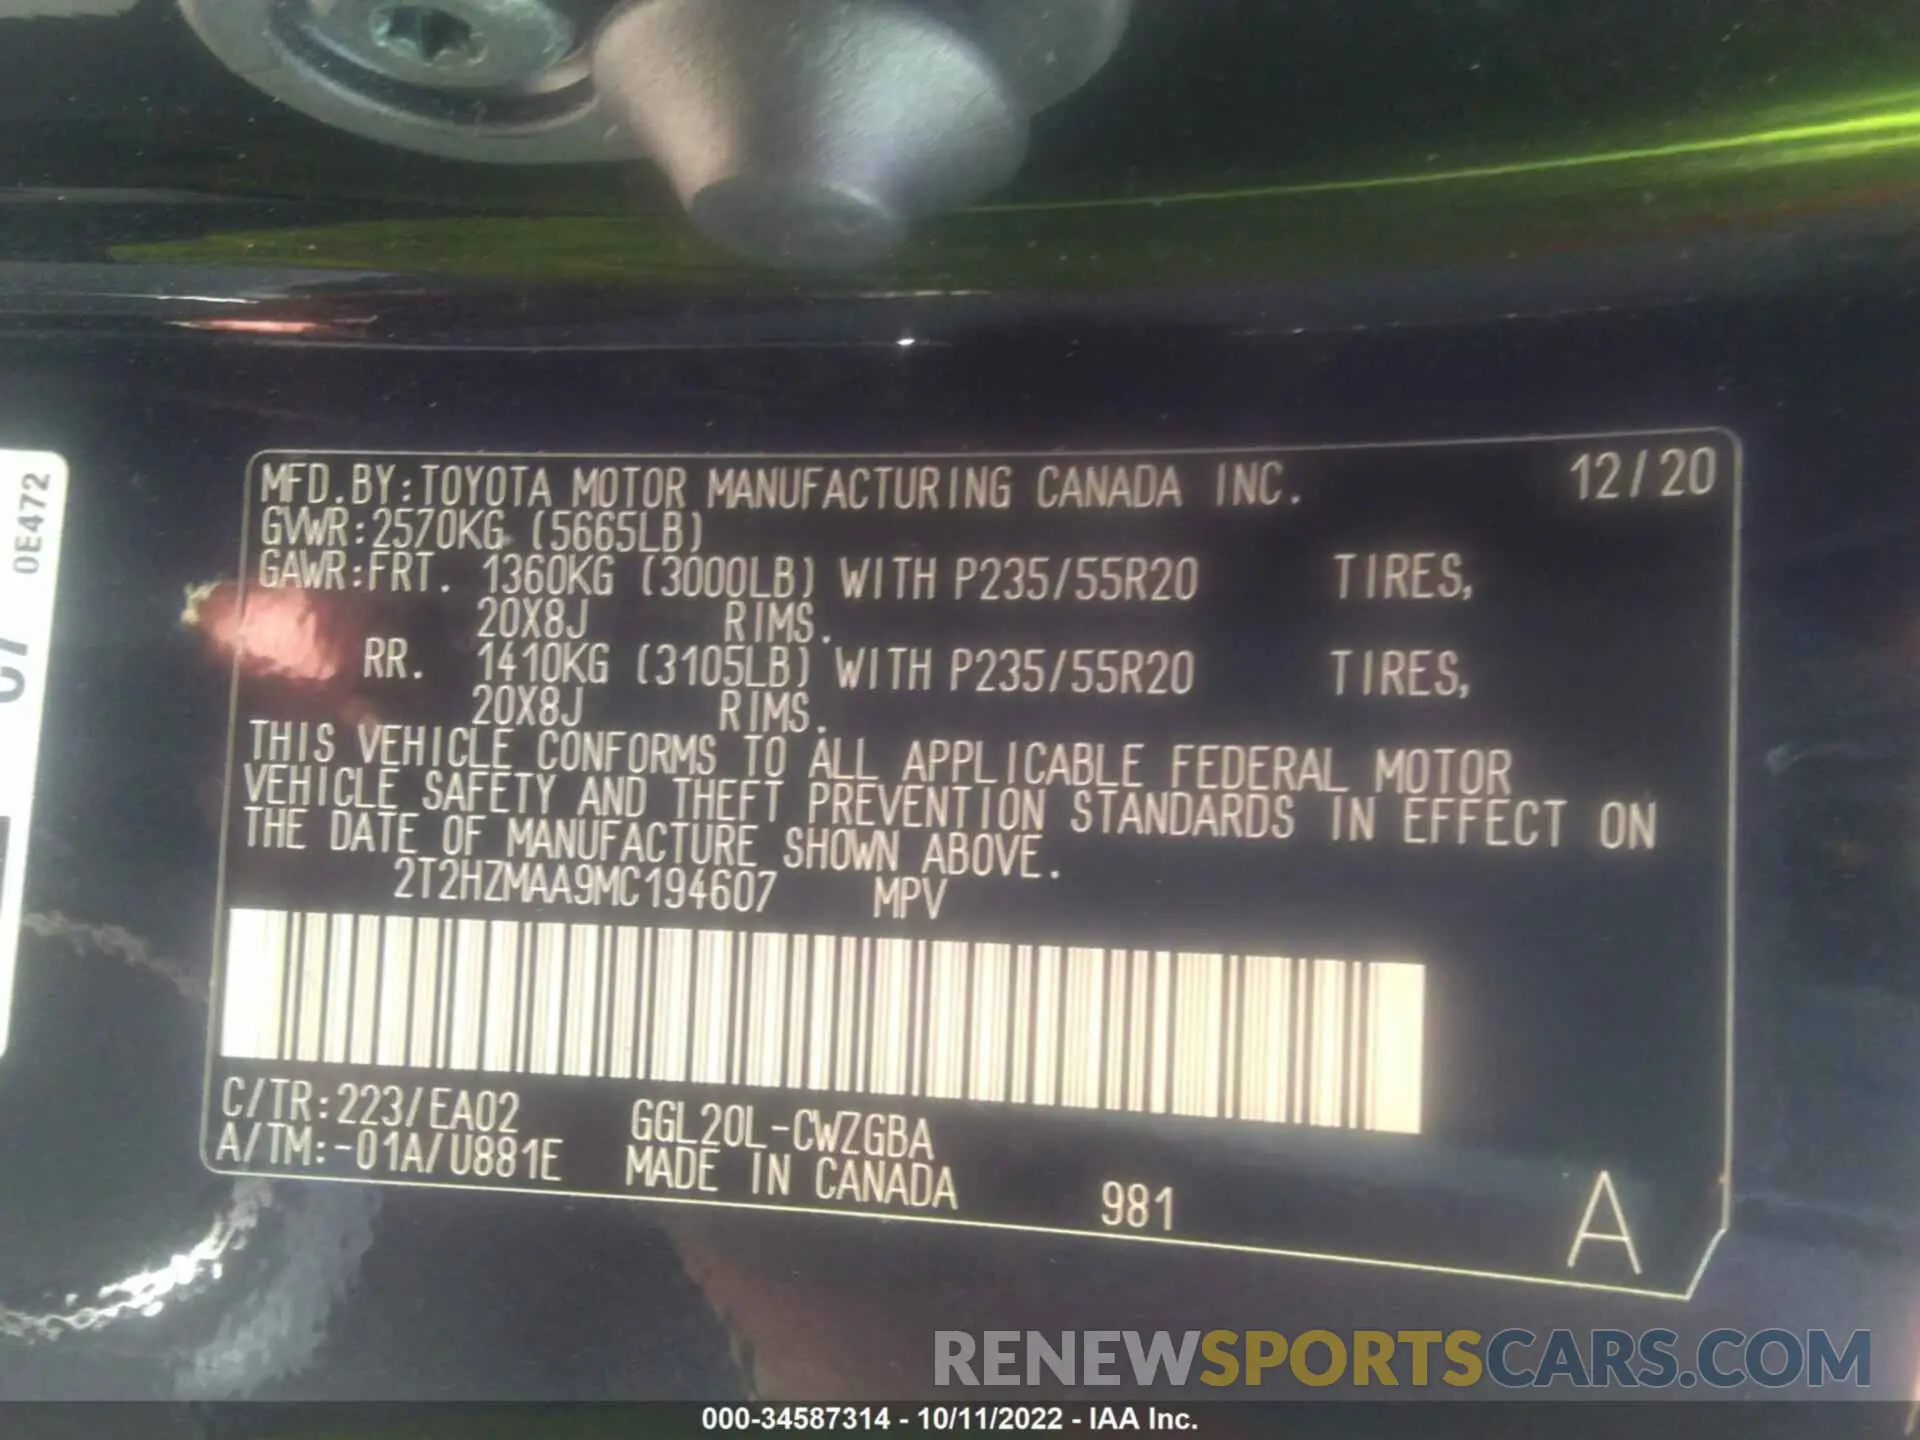 MFD.BY:TOYOTA MOTOR MANUFACTURING CANADA INC. 12/20
GVWR:2570KG (5665LB)
GAWR:FRT. 1360KG (3000LB) WITH P235/55R20 TIRES,
20X8J RIMS.
RR. 1410KG (3105LB) WITH P235/55R20 TIRES,
20X8J RIMS.
THIS VEHICLE CONFORMS TO ALL APPLICABLE FEDERAL MOTOR
VEHICLE SAFETY AND THEFT PREVENTION STANDARDS IN EFFECT ON
THE DATE OF MANUFACTURE SHOWN ABOVE.
2T2HZMAA9MC194607 MPV
C/TR:223/EA02 GGL20L-CWZGBA
A/TM:-01A/U881E MADE IN CANADA 981 A
0E472
RENEWSPORTSCARS.COM
000-34587314 - 10/11/2022 - IAA Inc.